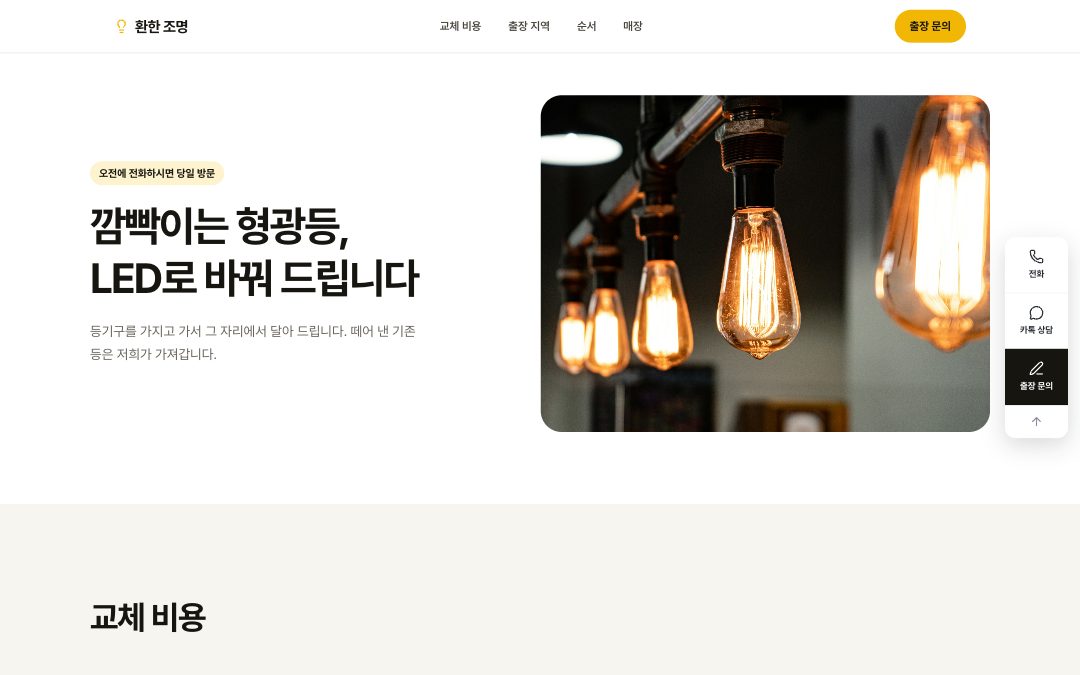 환한 조명
교체 비용
출장 지역
순서
매장
출장 문의
오전에 전화하시면 당일 방문
깜빡이는 형광등,
LED로 바꿔 드립니다
등기구를 가지고 가서 그 자리에서 달아 드립니다. 떼어 낸 기존
등은 저희가 가져갑니다.
전화
카톡 상담
출장 문의
교체 비용